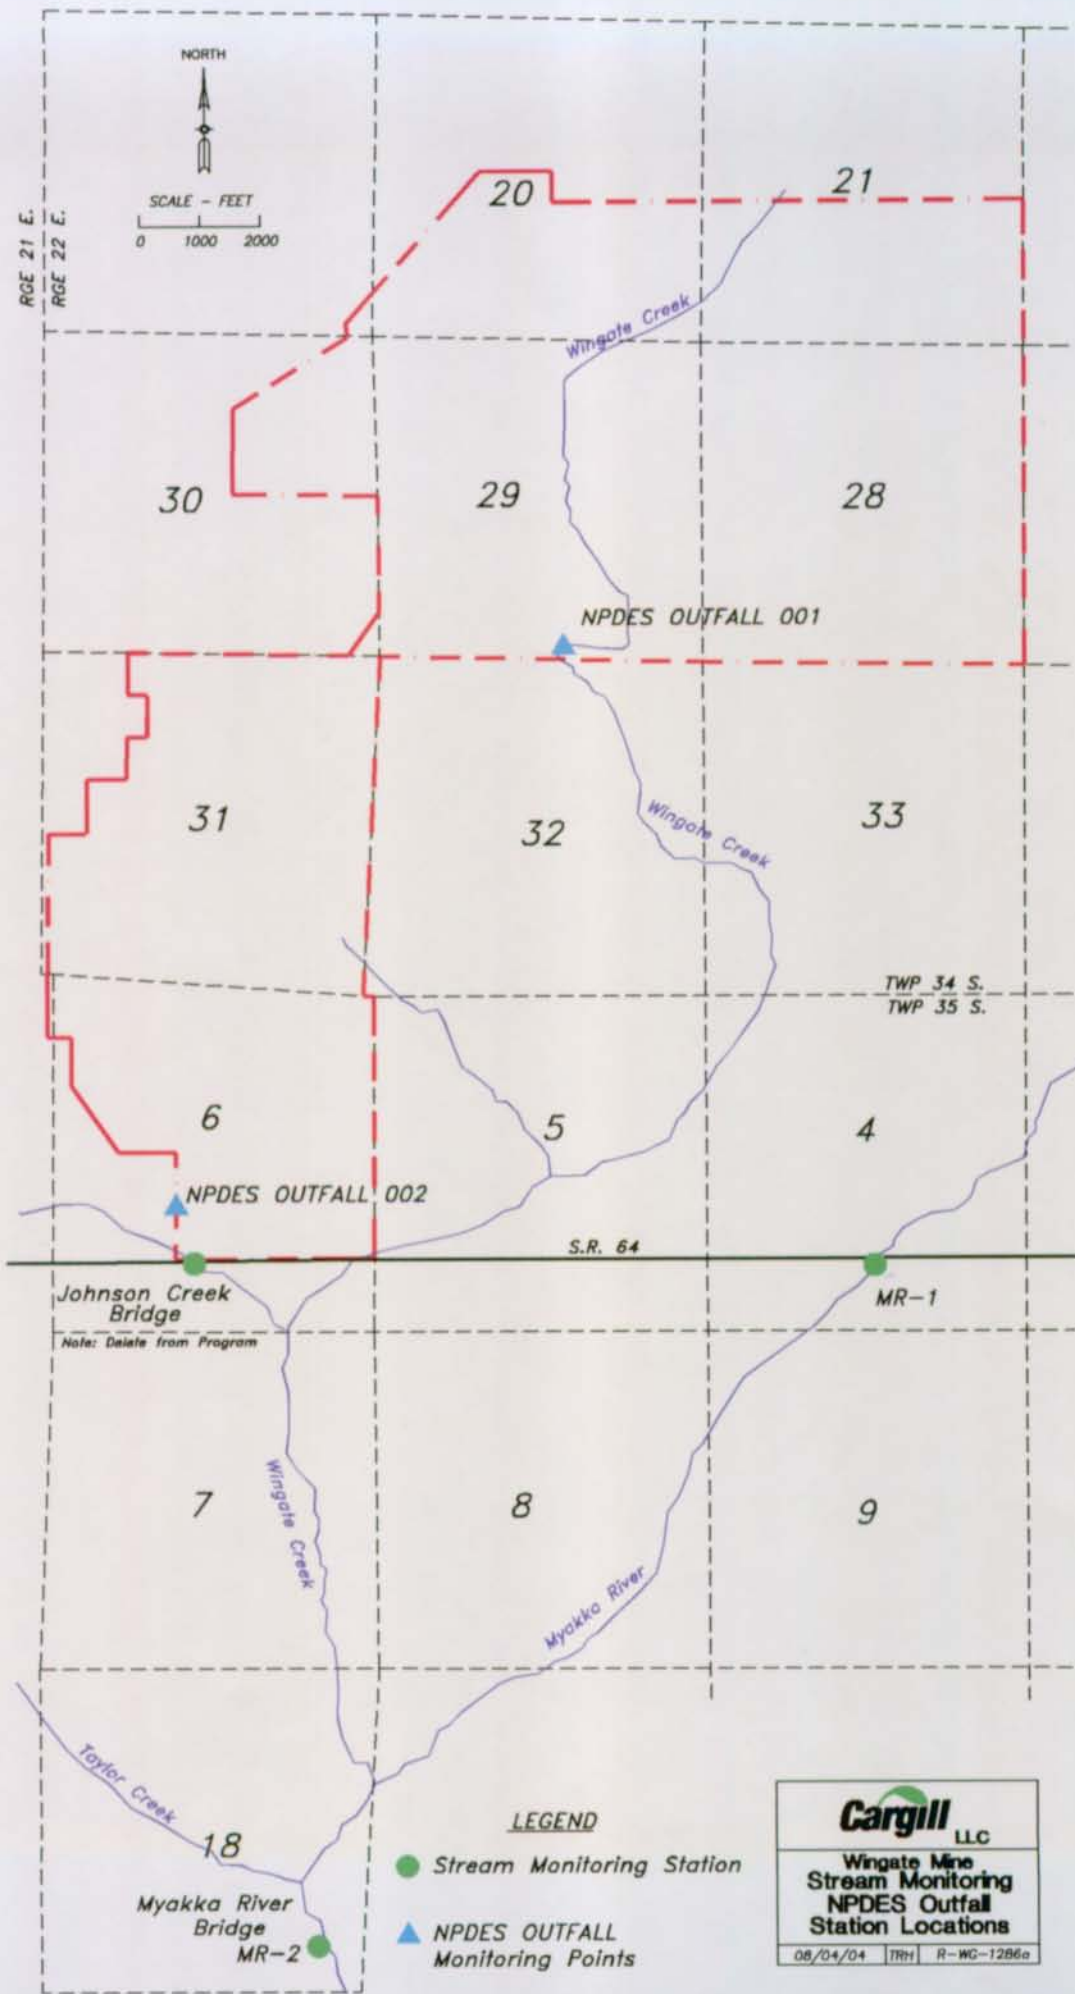 NORTH
SCALE - FEET
0 1000 2000
RGE 21 E.
RGE 22 E.
20
21
Wingate Creek
30
29
28
NPDES OUTFALL 001
31
32
33
Wingate Creek
TWP 34 S.
TWP 35 S.
6
5
4
NPDES OUTFALL 002
S.R. 64
Johnson Creek
Bridge
Note: Delete from Program
MR-1
7
8
9
Wingate Creek
Myakka River
Taylor Creek
18
Myakka River
Bridge
MR-2
LEGEND
Stream Monitoring Station
NPDES OUTFALL
Monitoring Points
Cargill
LLC
Wingate Mine
Stream Monitoring
NPDES Outfall
Station Locations
08/04/04 TRH R-WG-1286a